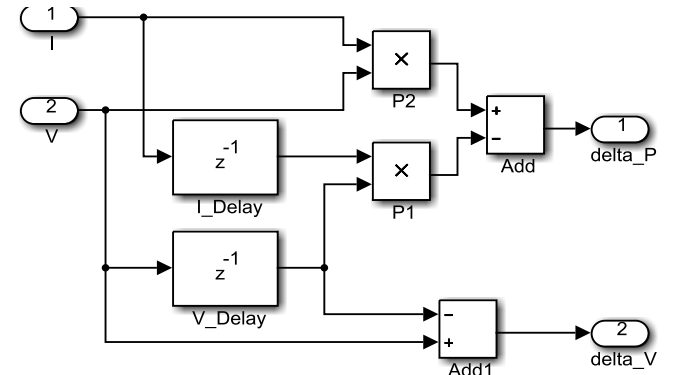 1
I
×
P2
2
V
+
−
Add
1
delta_P
z-1
I_Delay
×
P1
z-1
V_Delay
−
+
Add1
2
delta_V